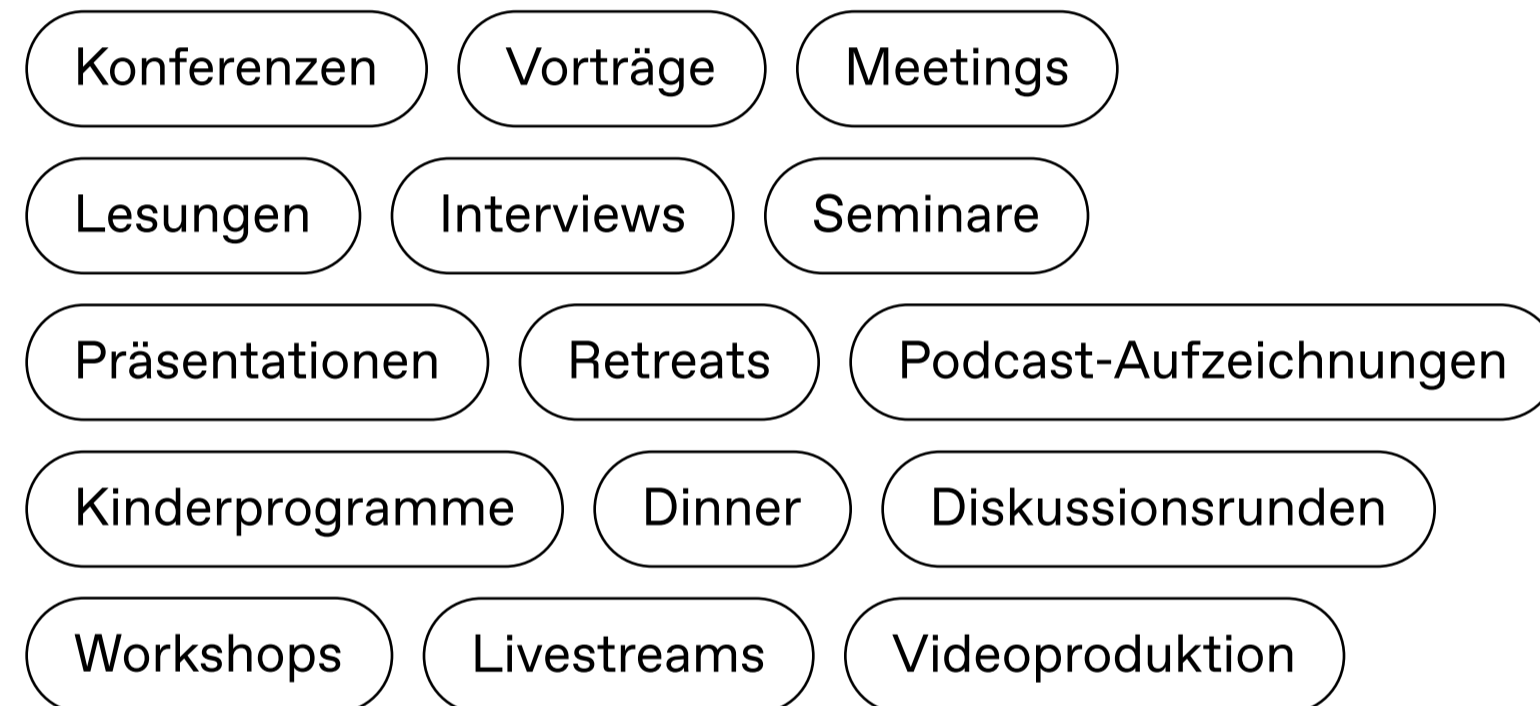 Konferenzen Vorträge Meetings
Lesungen Interviews Seminare
Präsentationen Retreats Podcast-Aufzeichnungen
Kinderprogramme Dinner Diskussionsrunden
Workshops Livestreams Videoproduktion